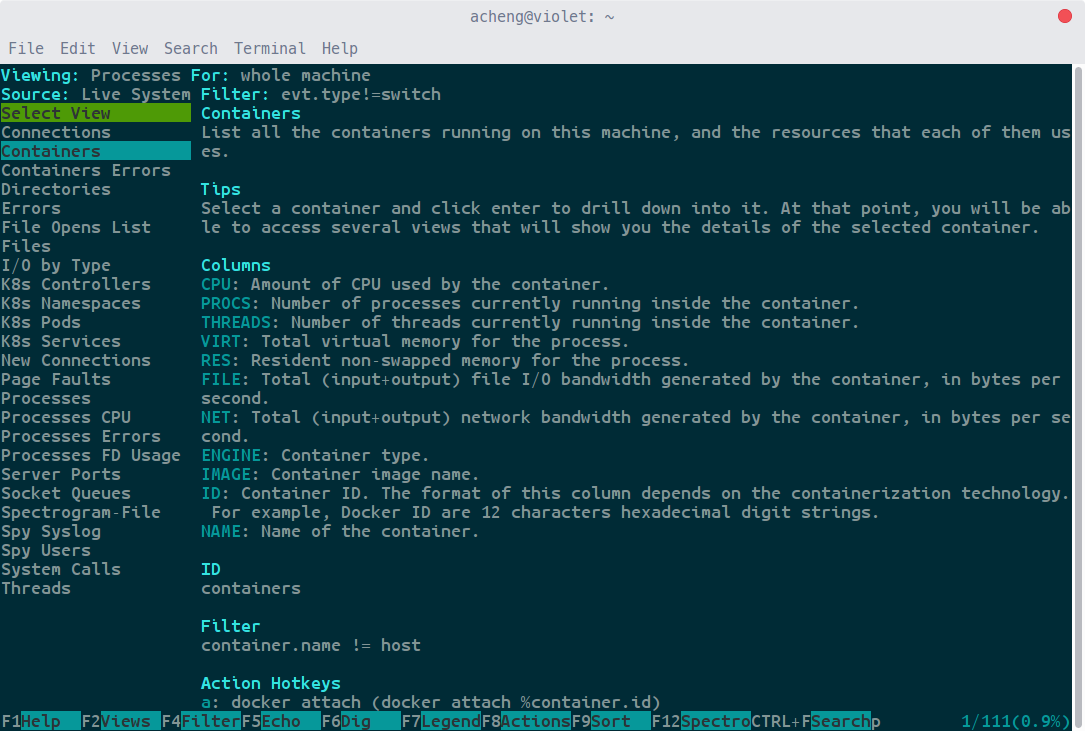 acheng@violet: ~
File Edit View Search Terminal Help
Viewing: Processes For: whole machine
Source: Live System Filter: evt.type!=switch
Select View
Connections
Containers
Containers Errors
Directories
Errors
File Opens List
Files
I/O by Type
K8s Controllers
K8s Namespaces
K8s Pods
K8s Services
New Connections
Page Faults
Processes
Processes CPU
Processes Errors
Processes FD Usage
Server Ports
Socket Queues
Spectrogram-File
Spy Syslog
Spy Users
System Calls
Threads
Containers
List all the containers running on this machine, and the resources that each of them us
es.
Tips
Select a container and click enter to drill down into it. At that point, you will be ab
le to access several views that will show you the details of the selected container.
Columns
CPU: Amount of CPU used by the container.
PROCS: Number of processes currently running inside the container.
THREADS: Number of threads currently running inside the container.
VIRT: Total virtual memory for the process.
RES: Resident non-swapped memory for the process.
FILE: Total (input+output) file I/O bandwidth generated by the container, in bytes per
second.
NET: Total (input+output) network bandwidth generated by the container, in bytes per se
cond.
ENGINE: Container type.
IMAGE: Container image name.
ID: Container ID. The format of this column depends on the containerization technology.
For example, Docker ID are 12 characters hexadecimal digit strings.
NAME: Name of the container.
ID
containers
Filter
container.name != host
Action Hotkeys
a: docker attach (docker attach %container.id)
F1Help F2Views F4FilterF5Echo F6Dig F7LegendF8ActionsF9Sort F12SpectroCTRL+FSearchp 1/111(0.9%)